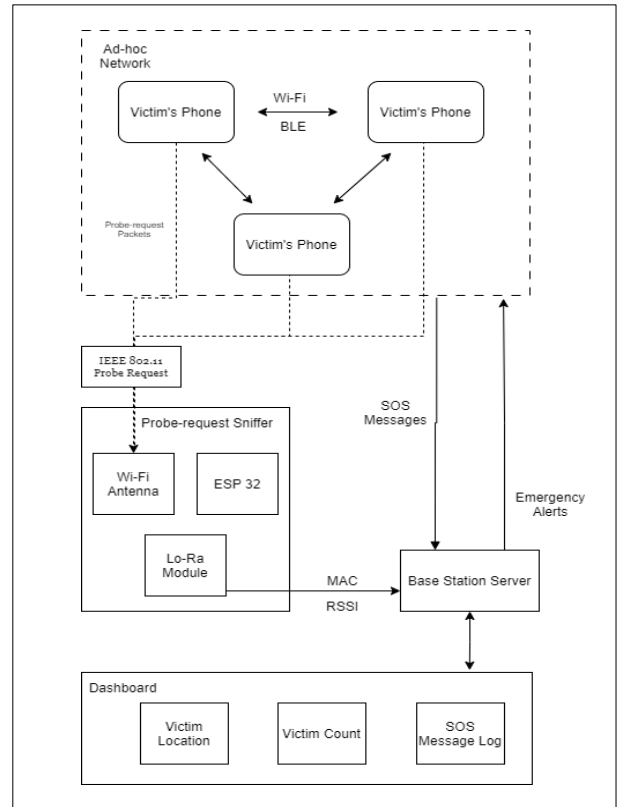 Ad-hoc
Network
Victim's Phone
Wi-Fi
BLE
Victim's Phone
Probe-request
Packets
Victim's Phone
IEEE 802.11
Probe Request
SOS
Messages
Emergency
Alerts
Probe-request Sniffer
Wi-Fi
Antenna
ESP 32
Lo-Ra
Module
MAC
RSSI
Base Station Server
Dashboard
Victim
Location
Victim Count
SOS
Message Log